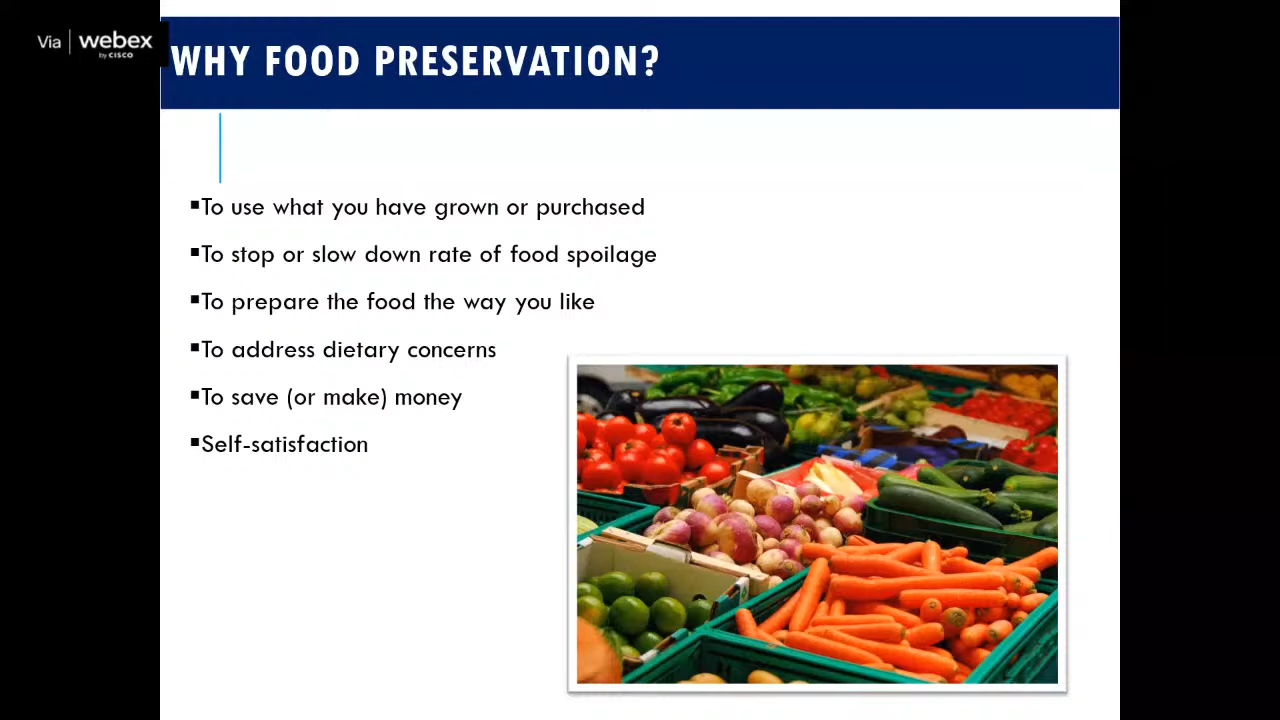 Via webex
by CISCO
WHY FOOD PRESERVATION?
▪To use what you have grown or purchased
▪To stop or slow down rate of food spoilage
▪To prepare the food the way you like
▪To address dietary concerns
▪To save (or make) money
▪Self-satisfaction